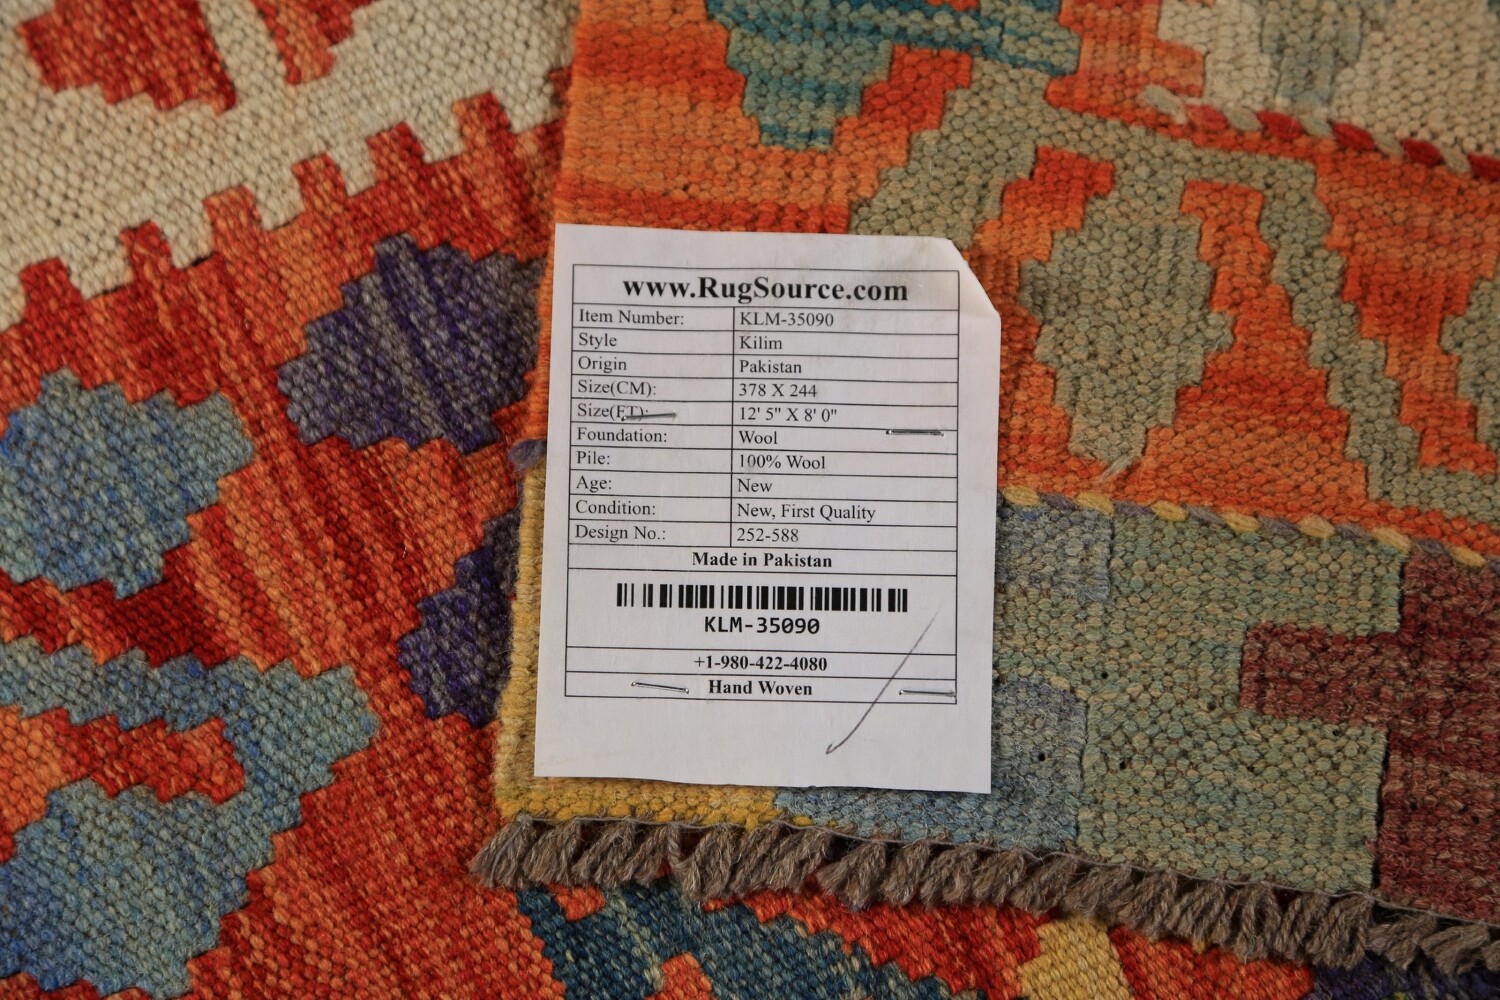 www.RugSource.com
Item Number: KLM-35090
Style Kilim
Origin Pakistan
Size(CM): 378 X 244
Size(FT): 12' 5" X 8' 0"
Foundation: Wool
Pile: 100% Wool
Age: New
Condition: New, First Quality
Design No.: 252-588
Made in Pakistan
KLM-35090
+1-980-422-4080
Hand Woven